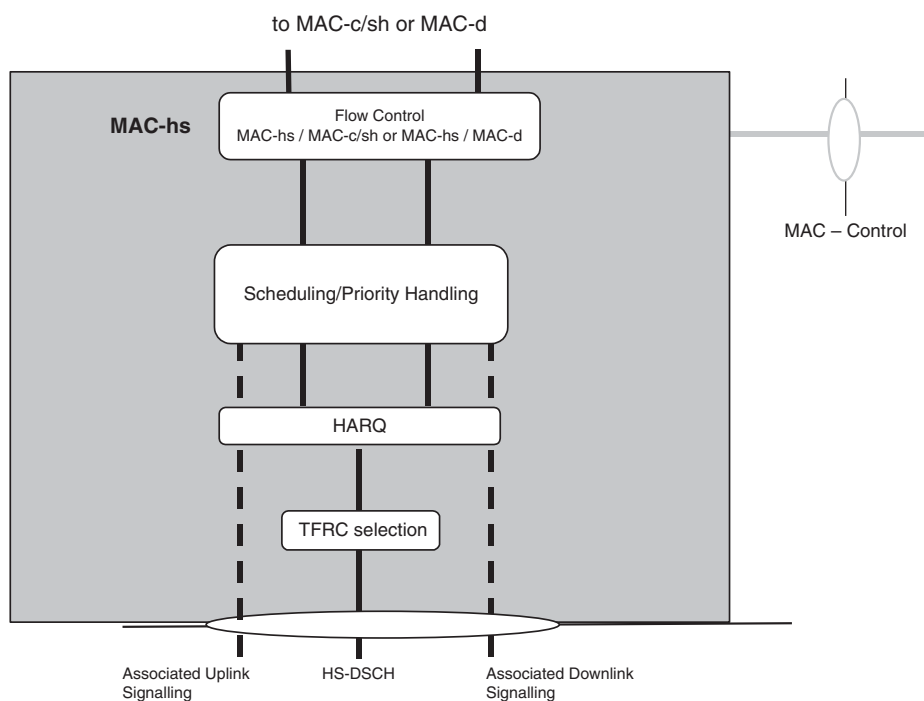 to MAC-c/sh or MAC-d
MAC-hs
Flow Control
MAC-hs / MAC-c/sh or MAC-hs / MAC-d
MAC – Control
Scheduling/Priority Handling
HARQ
TFRC selection
Associated Uplink
Signalling
HS-DSCH
Associated Downlink
Signalling